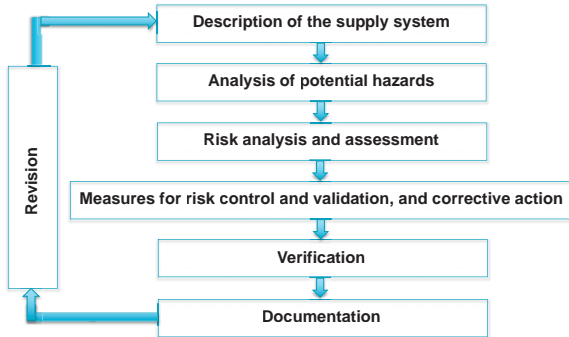 Description of the supply system
Analysis of potential hazards
Risk analysis and assessment
Measures for risk control and validation, and corrective action
Verification
Documentation
Revision